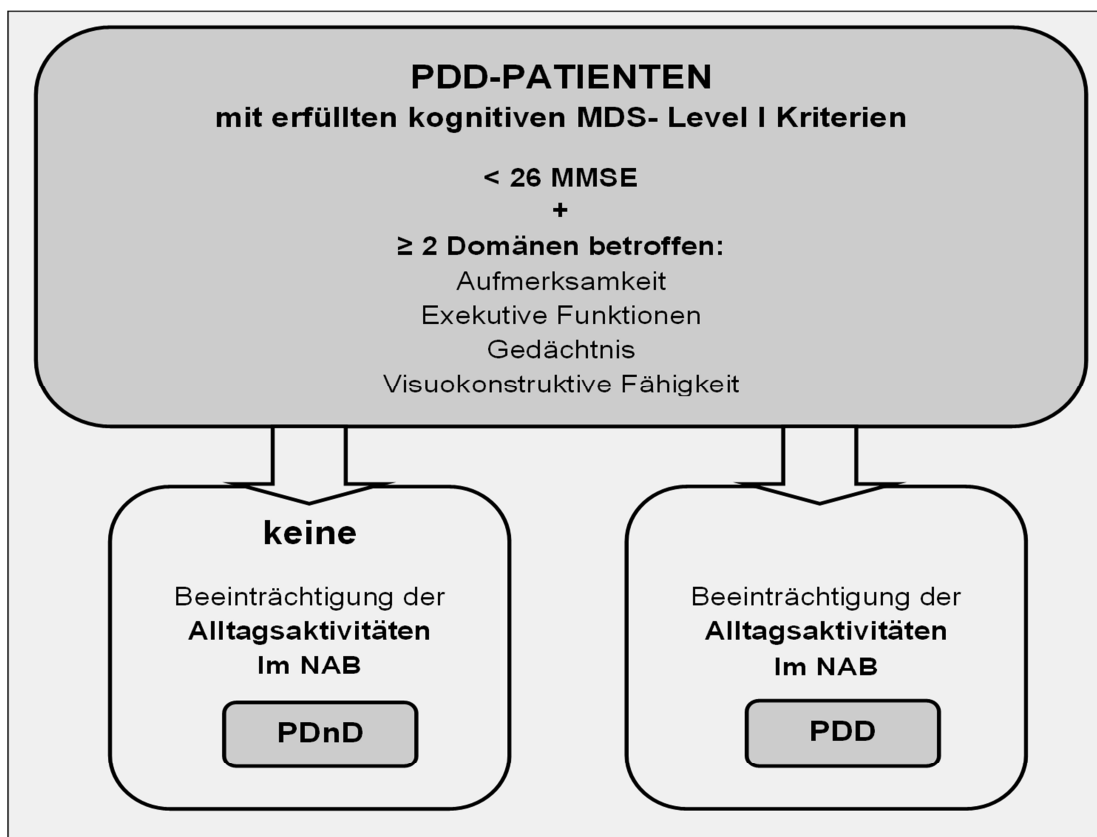 PDD-PATIENTEN
mit erfüllten kognitiven MDS- Level I Kriterien
< 26 MMSE
+
≥ 2 Domänen betroffen:
Aufmerksamkeit
Exekutive Funktionen
Gedächtnis
Visuokonstruktive Fähigkeit
keine
Beeinträchtigung der
Alltagsaktivitäten
Im NAB
PDnD
Beeinträchtigung der
Alltagsaktivitäten
Im NAB
PDD